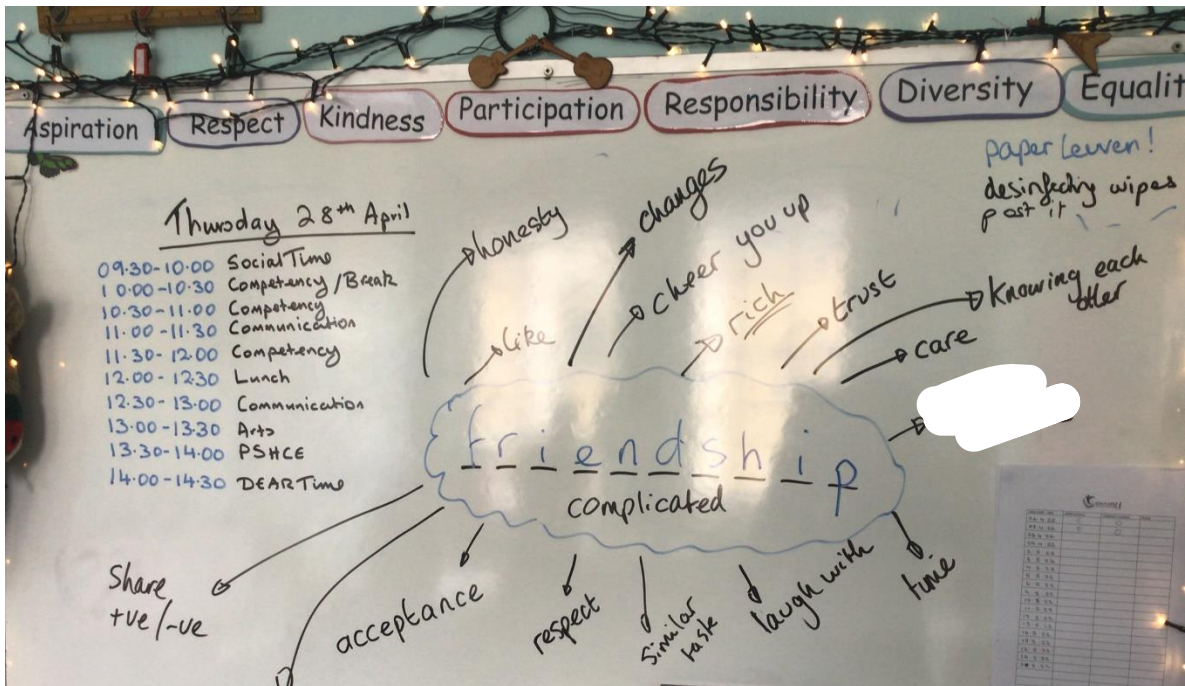 Aspiration
Respect
Kindness
Participation
Responsibility
Diversity
Equalit
paper leuven!
desinfecting wipes
post it
Thursday 28th April
09.30-10.00 Social Time
10.00-10.30 Competency/Break
10.30-11.00 Competency
11.00-11.30 Communication
11.30-12.00 Competency
12.00-12.30 Lunch
12.30-13.00 Communication
13.00-13.30 Arts
13.30-14.00 PSHCE
14.00-14.30 DEAR Time
honesty
like
changes
cheer you up
rich
trust
knowing each
other
care
friendship
complicated
Share
+ve/-ve
acceptance
respect
similar
taste
laugh with
time